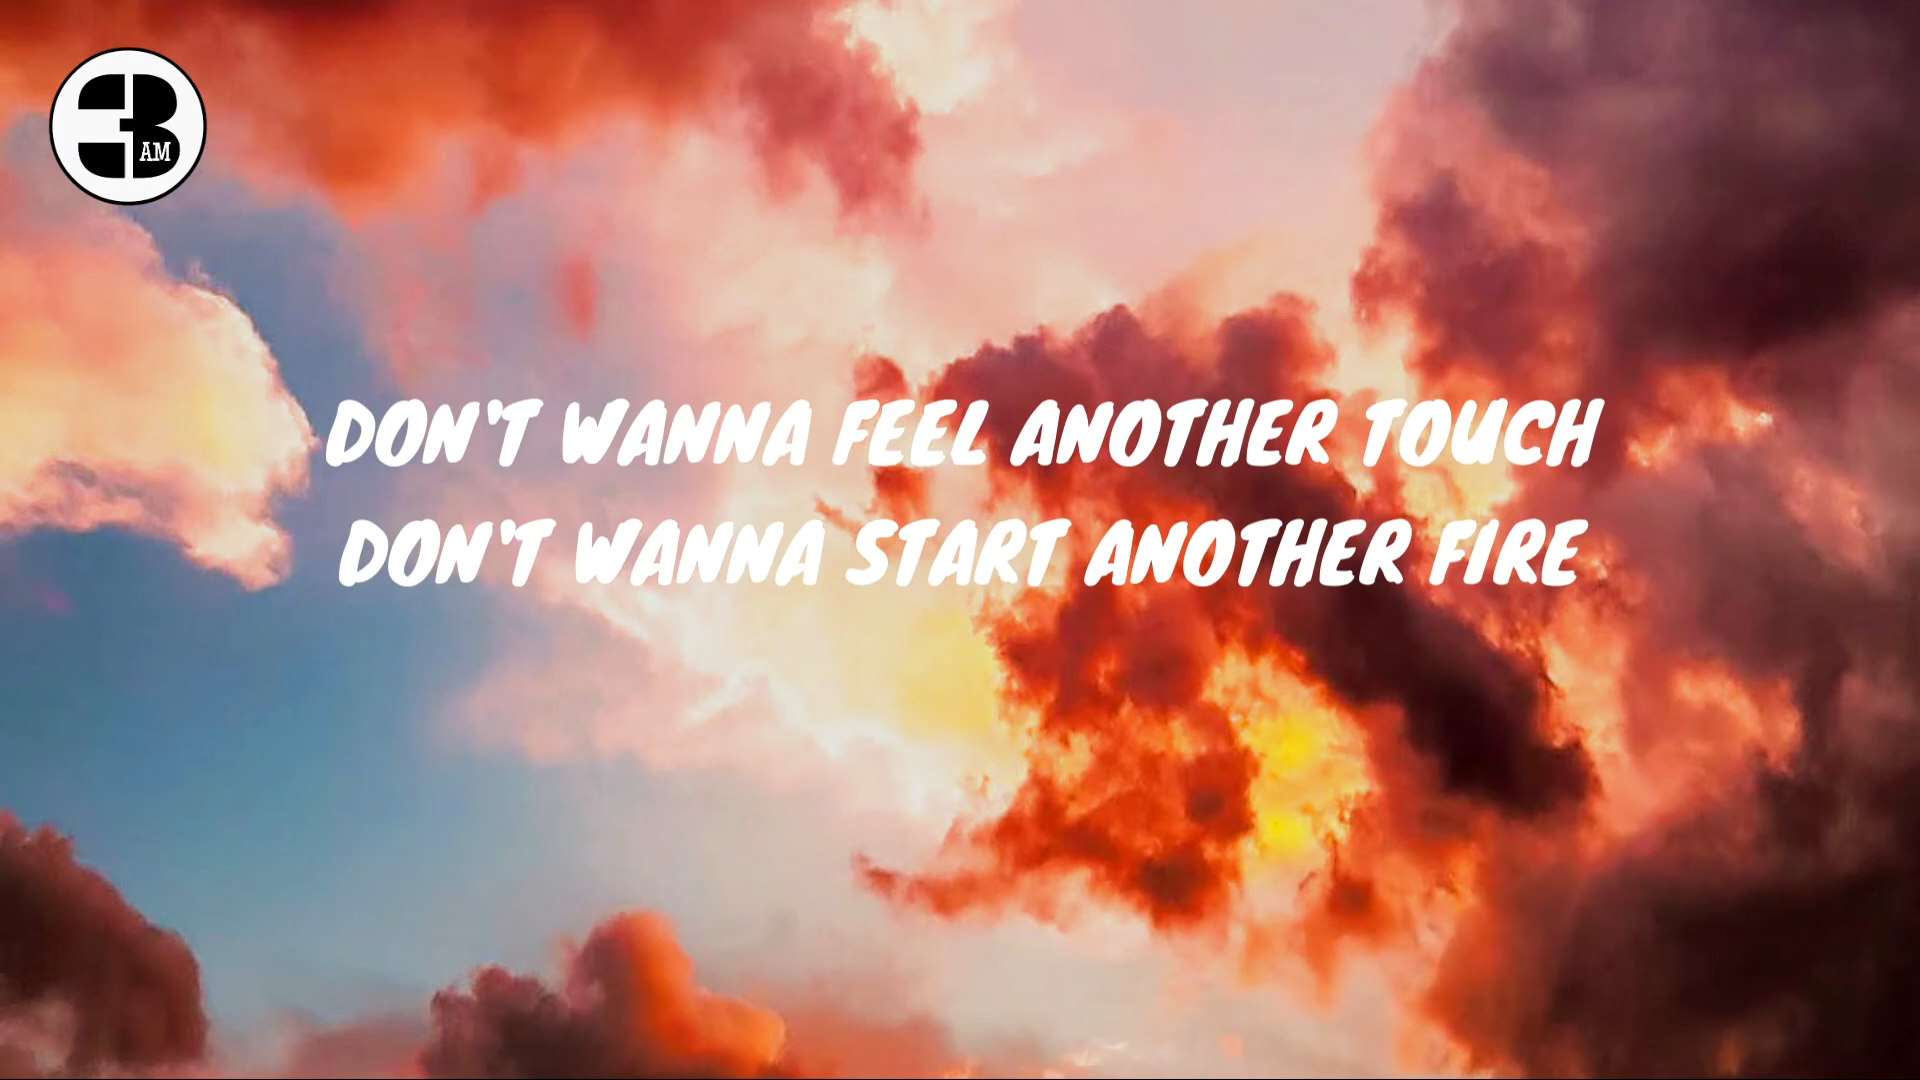 3
AM
DON'T WANNA FEEL ANOTHER TOUCH
DON'T WANNA START ANOTHER FIRE